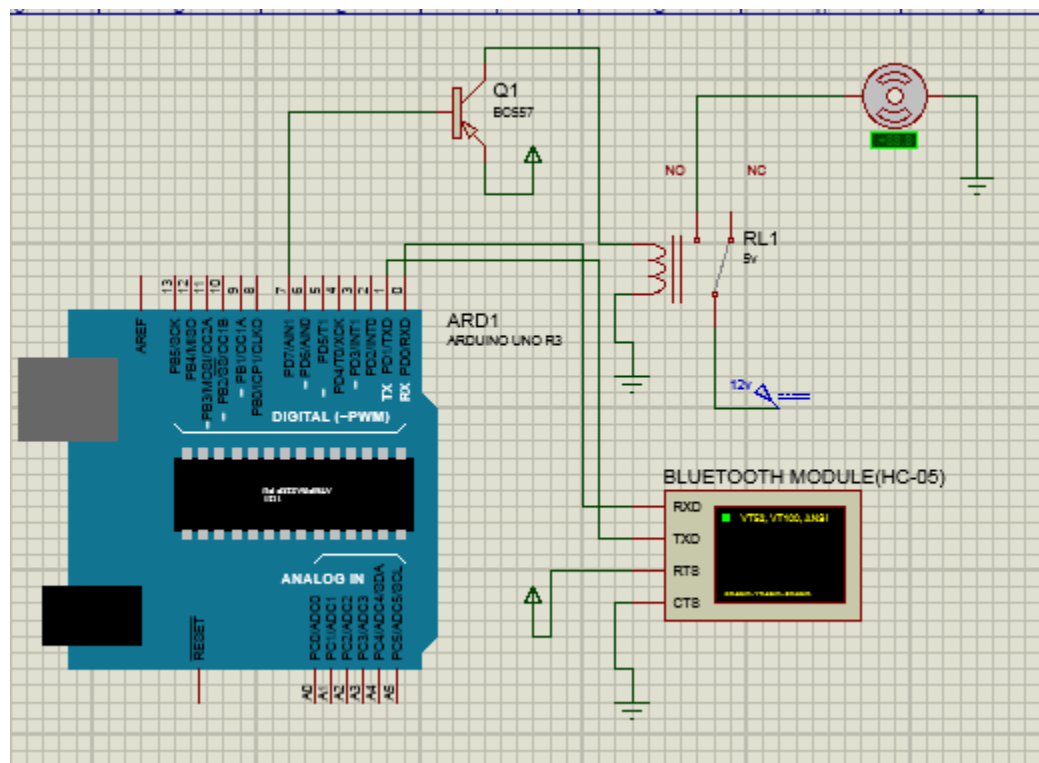 Q1
BC557
NO
NC
RL1
5v
12v
ARD1
ARDUINO UNO R3
13
12
11
10
9
8
7
6
5
4
3
2
1
0
AREF
PB5/SCK
PB4/MISO
~PB3/MOSI/OC2A
~PB2/SS/OC1B
~PB1/OC1A
PB0/ICP1/CLKO
PD7/AIN1
~PD6/AIN0
~PD5/T1
PD4/T0/XCK
~PD3/INT1
PD2/INT0
PD1/TXD
PD0/RXD
TX
RX
DIGITAL (~PWM)
ANALOG IN
RESET
PC0/ADC0
PC1/ADC1
PC2/ADC2
PC3/ADC3
PC4/ADC4/SDA
PC5/ADC5/SCL
A0
A1
A2
A3
A4
A5
BLUETOOTH MODULE(HC-05)
RXD
TXD
RTS
CTS
VT52, VT100, ANSI